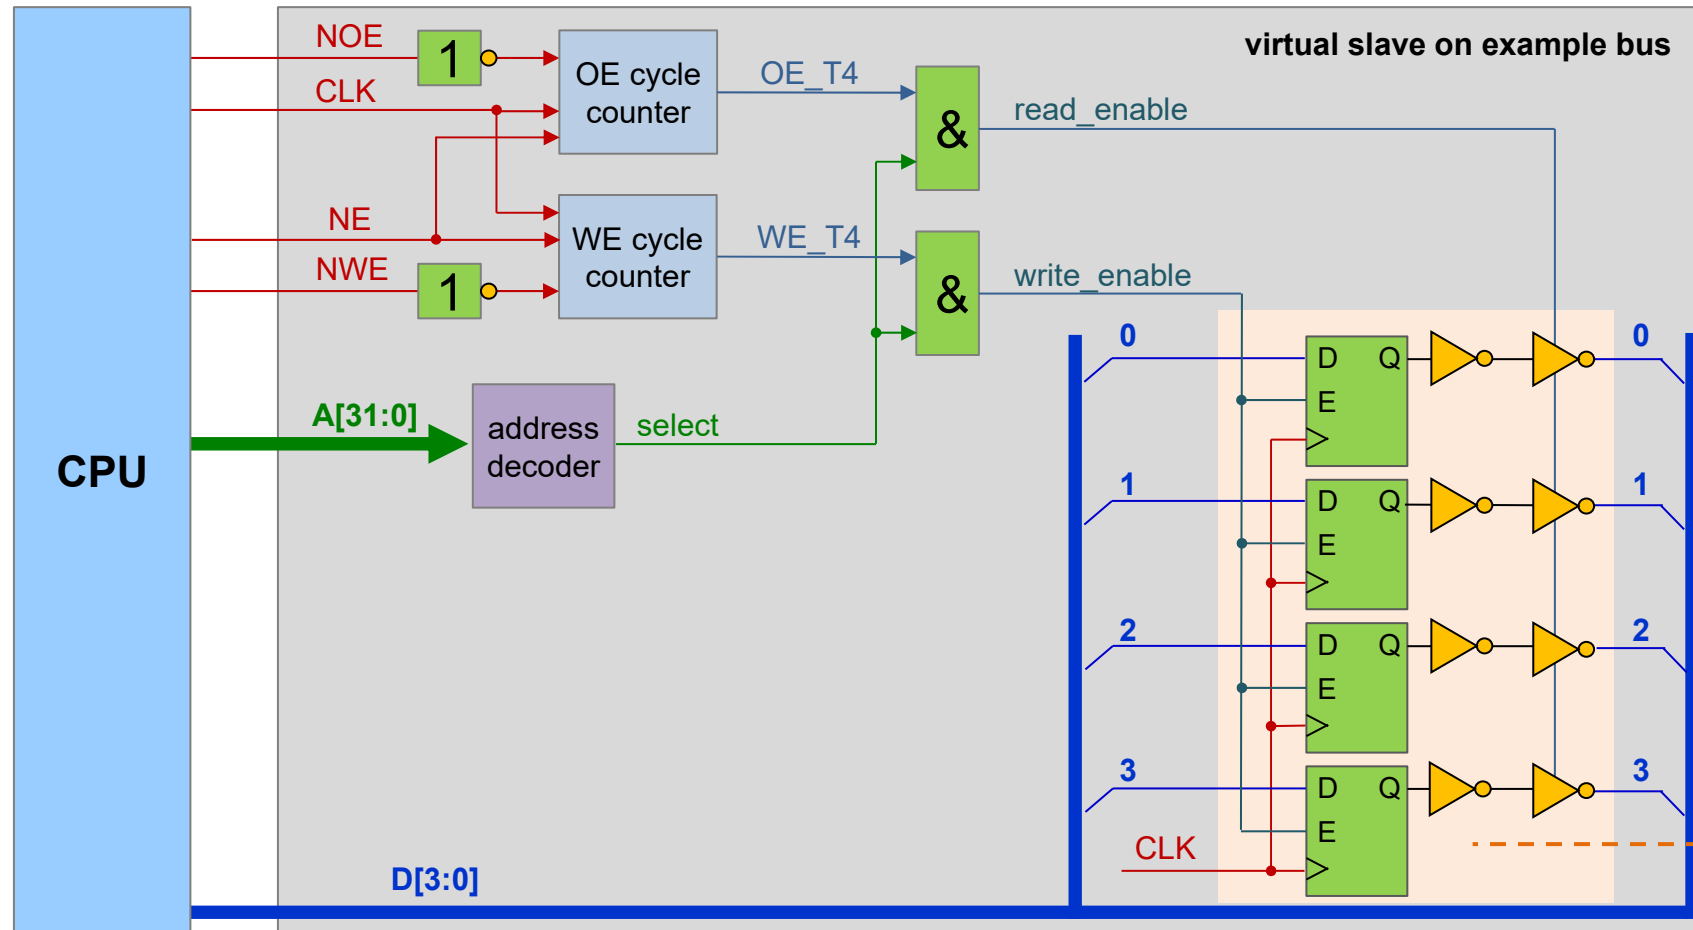 virtual slave on example bus
NOE
1
OE cycle
counter
OE_T4
CLK
&
read_enable
NE
WE cycle
counter
WE_T4
NWE
1
&
write_enable
A[31:0]
address
decoder
select
CPU
0
D Q
E
0
1
D Q
E
1
2
D Q
E
2
3
D Q
E
3
CLK
D[3:0]